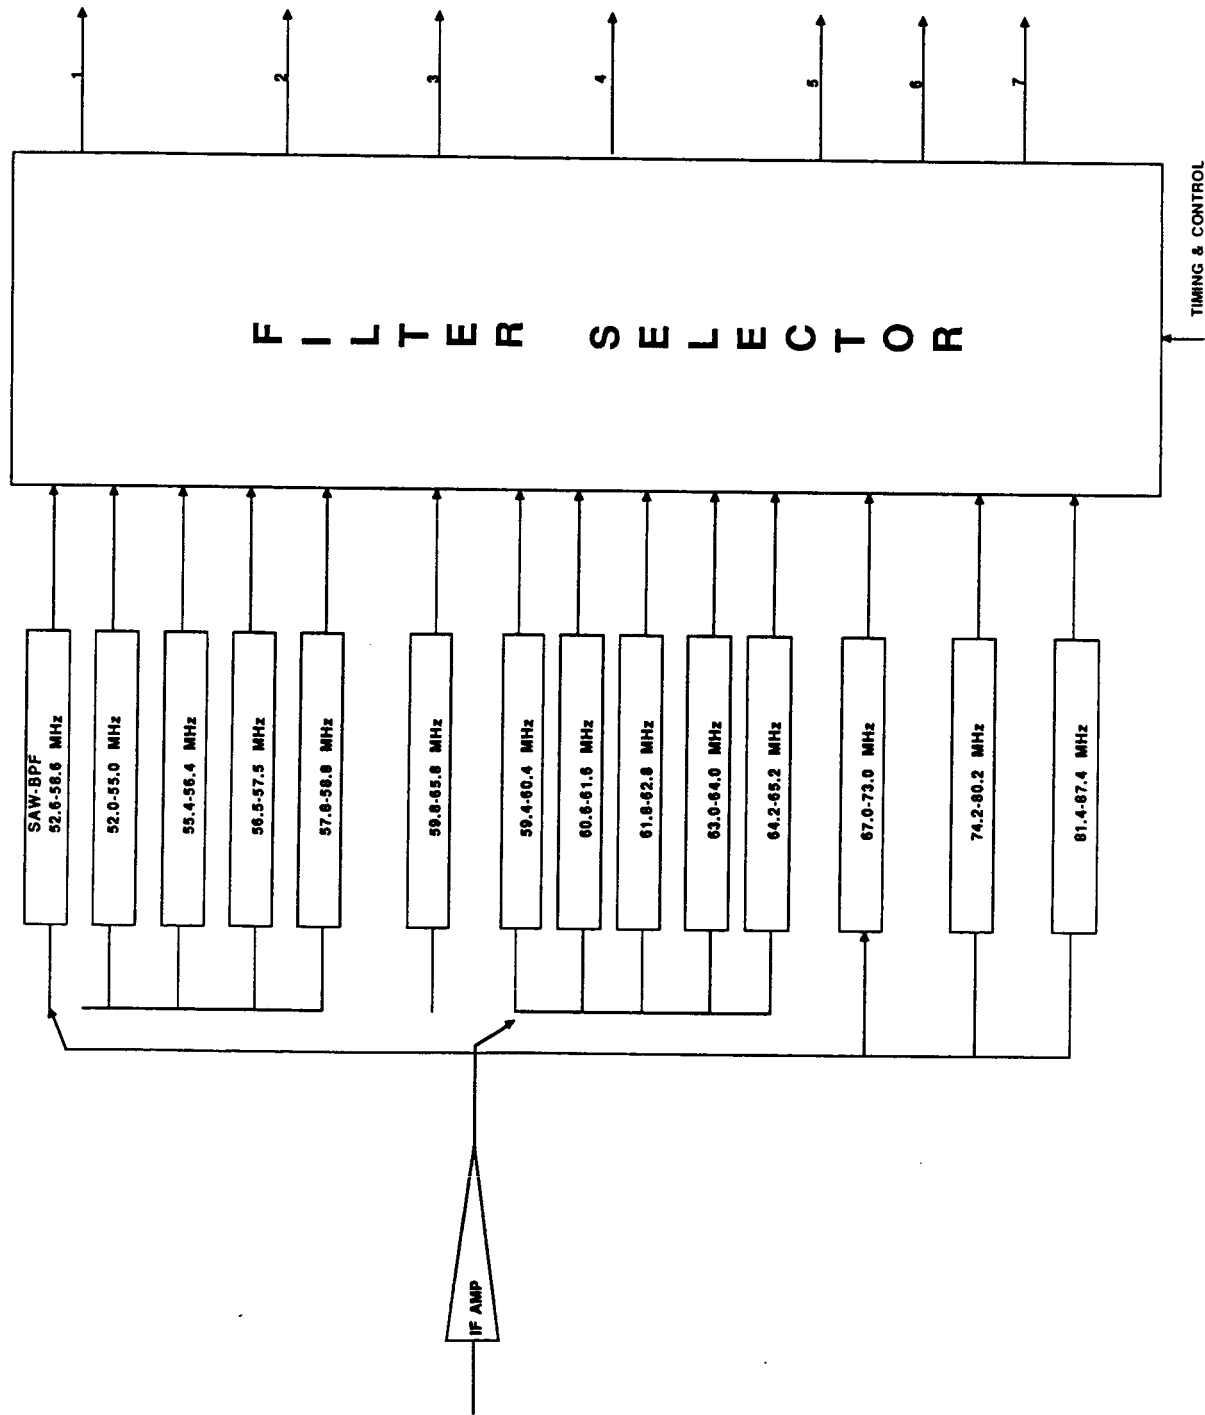 1
2
3
4
5
6
7
TIMING & CONTROL
FILTER SELECTOR
SAW-BPF
52.6-58.6 MHz
52.0-55.0 MHz
55.4-56.4 MHz
56.5-57.5 MHz
57.8-58.8 MHz
59.8-65.8 MHz
59.4-60.4 MHz
60.6-61.6 MHz
61.8-62.8 MHz
63.0-64.0 MHz
64.2-65.2 MHz
67.0-73.0 MHz
74.2-80.2 MHz
81.4-87.4 MHz
IF AMP